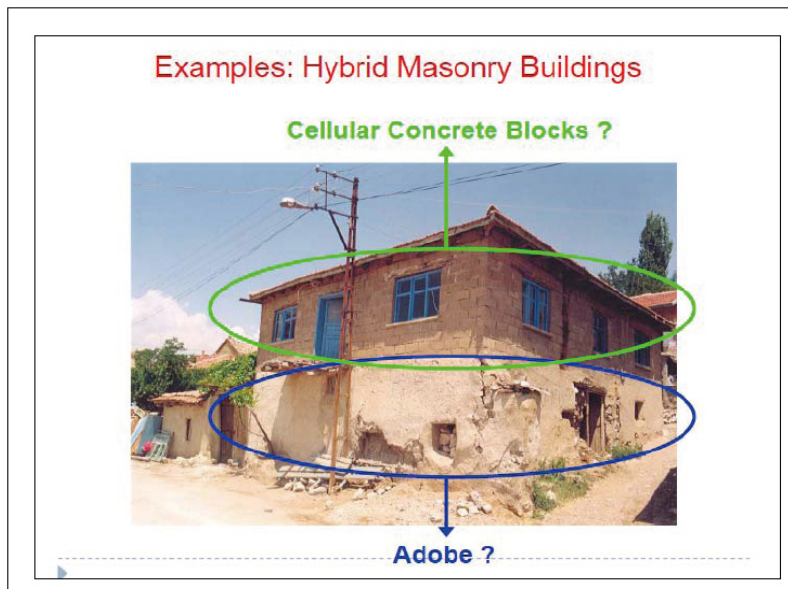 Examples: Hybrid Masonry Buildings
Cellular Concrete Blocks ?
Adobe ?